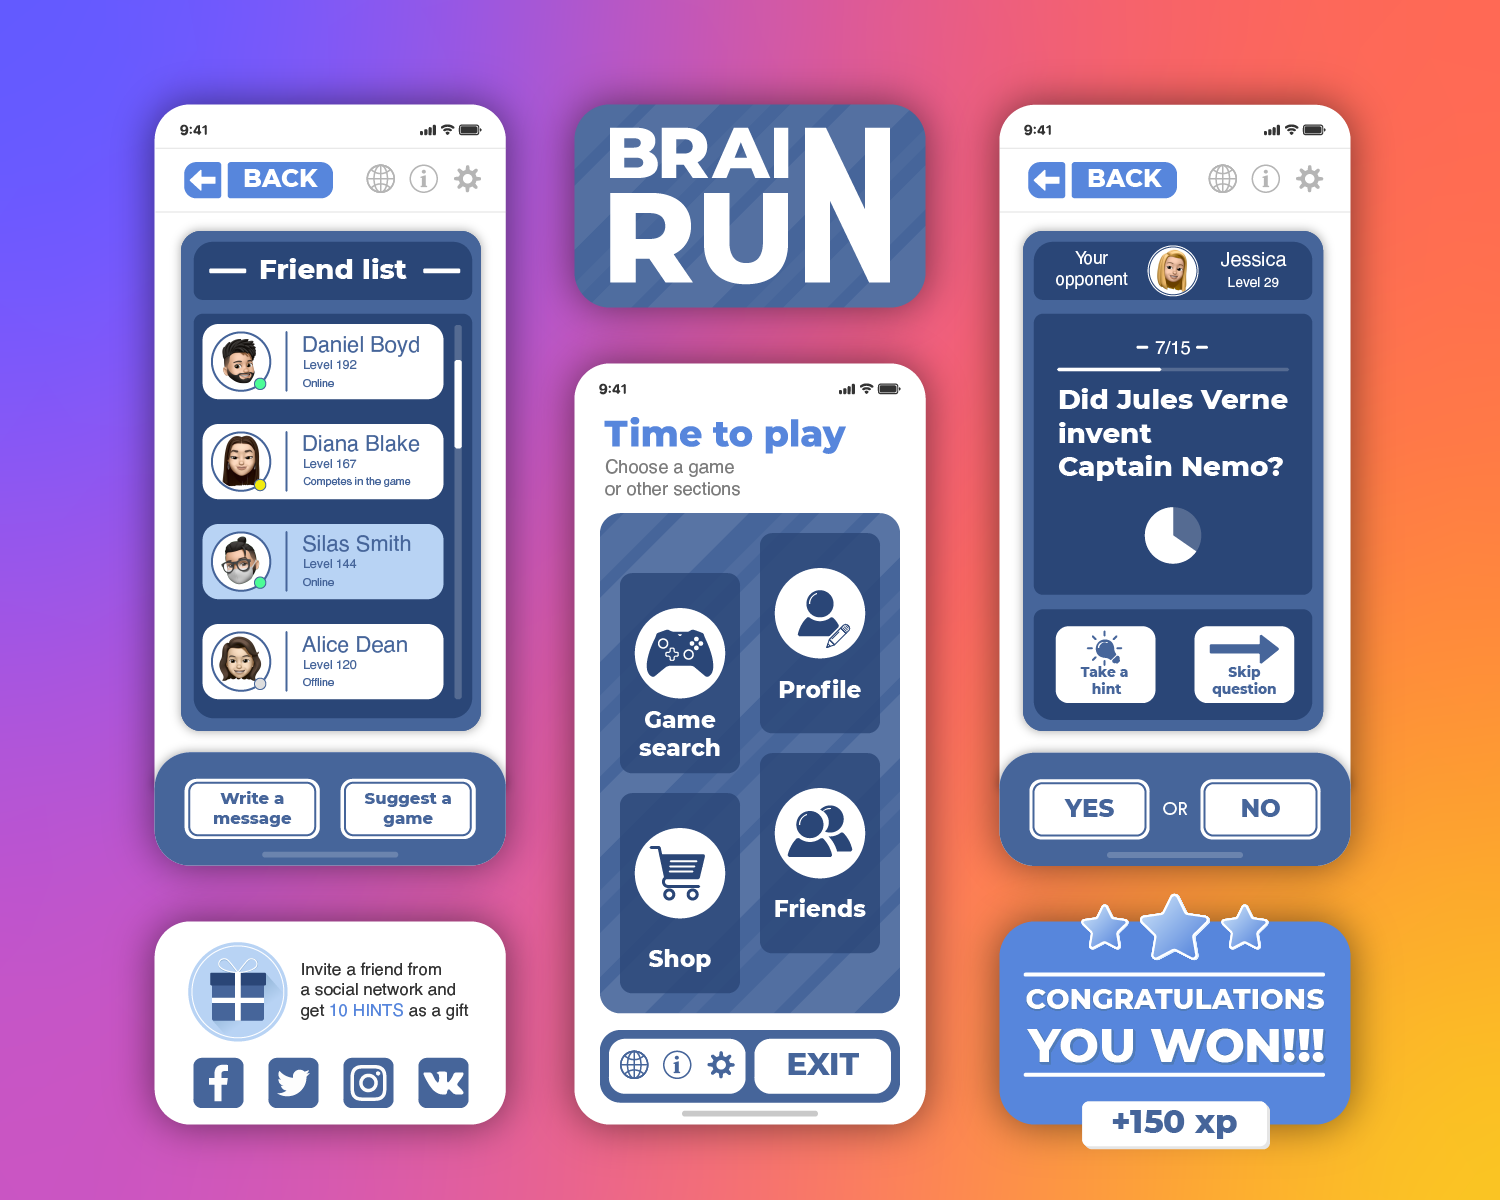 9:41
BACK
Friend list
Daniel Boyd
Level 192
Online
Diana Blake
Level 167
Competes in the game
Silas Smith
Level 144
Online
Alice Dean
Level 120
Offline
Write a
message
Suggest a
game
Invite a friend from
a social network and
get 10 HINTS as a gift
BRAIN
RUN
9:41
Time to play
Choose a game
or other sections
Game
search
Profile
Shop
Friends
EXIT
9:41
BACK
Your
opponent
Jessica
Level 29
7/15
Did Jules Verne
invent
Captain Nemo?
Take a
hint
Skip
question
YES
OR
NO
CONGRATULATIONS
YOU WON!!!
+150 xp